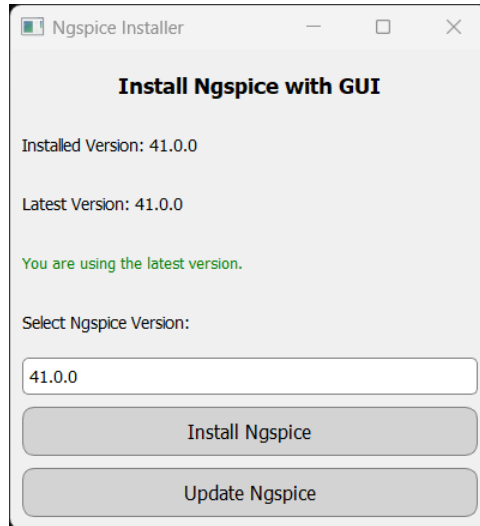 Ngspice Installer
Install Ngspice with GUI
Installed Version: 41.0.0
Latest Version: 41.0.0
You are using the latest version.
Select Ngspice Version:
41.0.0
Install Ngspice
Update Ngspice